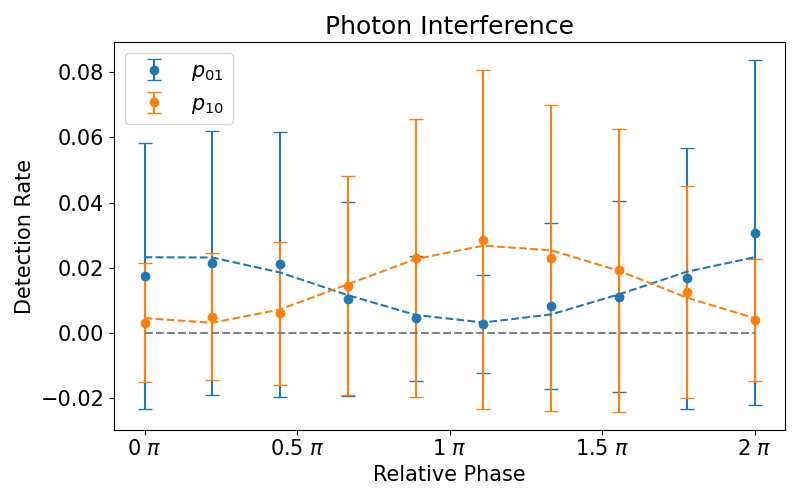 Photon Interference
p01
p10
Detection Rate
0.08
0.06
0.04
0.02
0.00
−0.02
0 π
0.5 π
1 π
1.5 π
2 π
Relative Phase